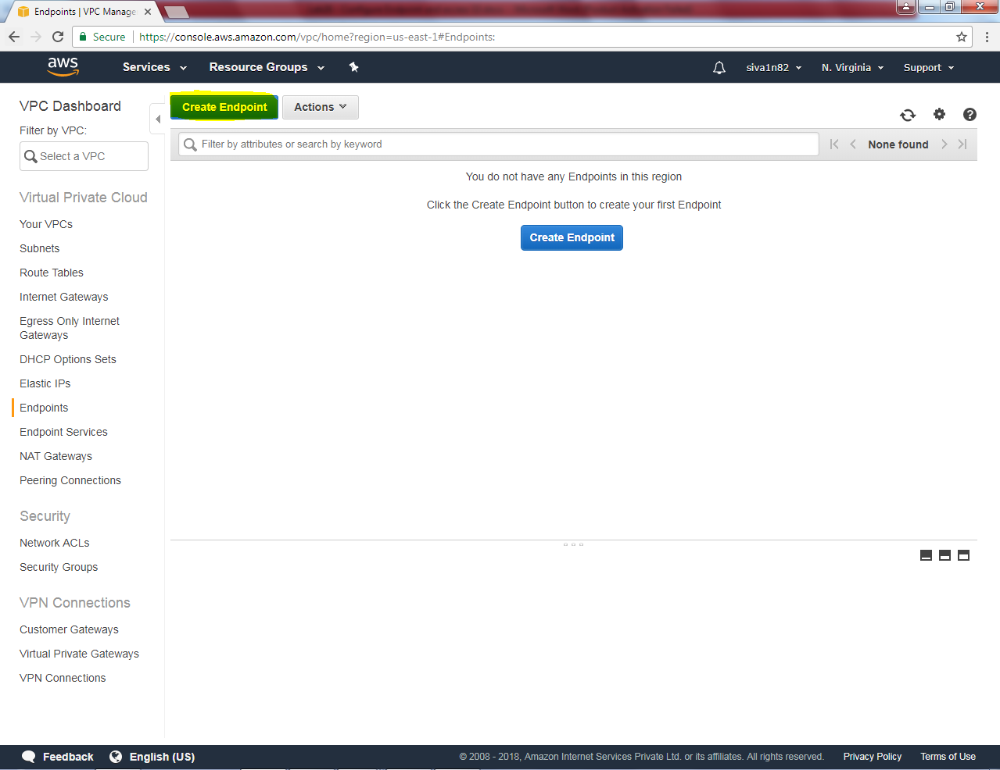 Endpoints | VPC Manage
Secure
https://console.aws.amazon.com/vpc/home?region=us-east-1#Endpoints:
aws
Services
Resource Groups
siva1n82
N. Virginia
Support
VPC Dashboard
Filter by VPC:
Select a VPC
Virtual Private Cloud
Your VPCs
Subnets
Route Tables
Internet Gateways
Egress Only Internet
Gateways
DHCP Options Sets
Elastic IPs
Endpoints
Endpoint Services
NAT Gateways
Peering Connections
Security
Network ACLs
Security Groups
VPN Connections
Customer Gateways
Virtual Private Gateways
VPN Connections
Create Endpoint
Actions
Filter by attributes or search by keyword
None found
You do not have any Endpoints in this region
Click the Create Endpoint button to create your first Endpoint
Create Endpoint
Feedback
English (US)
© 2008 - 2018, Amazon Internet Services Private Ltd. or its affiliates. All rights reserved.
Privacy Policy
Terms of Use